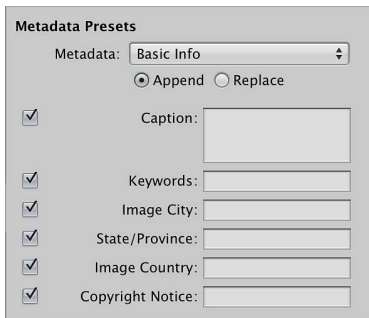 Metadata Presets
Metadata: Basic Info
Append Replace
Caption:
Keywords:
Image City:
State/Province:
Image Country:
Copyright Notice: